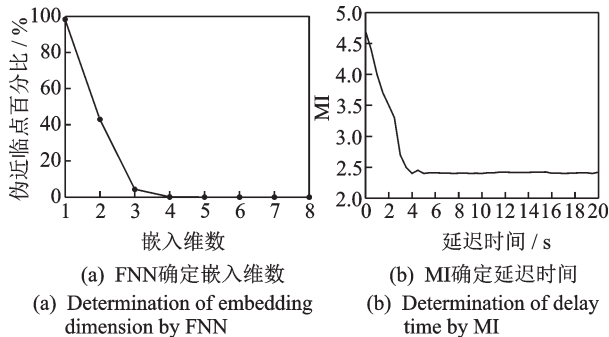 伪近临点百分比 / %
100
80
60
40
20
0
1 2 3 4 5 6 7 8
嵌入维数
(a) FNN确定嵌入维数
(a) Determination of embedding
dimension by FNN
MI
5.0
4.5
4.0
3.5
3.0
2.5
2.0
0 2 4 6 8 10 12 14 16 18 20
延迟时间 / s
(b) MI确定延迟时间
(b) Determination of delay
time by MI